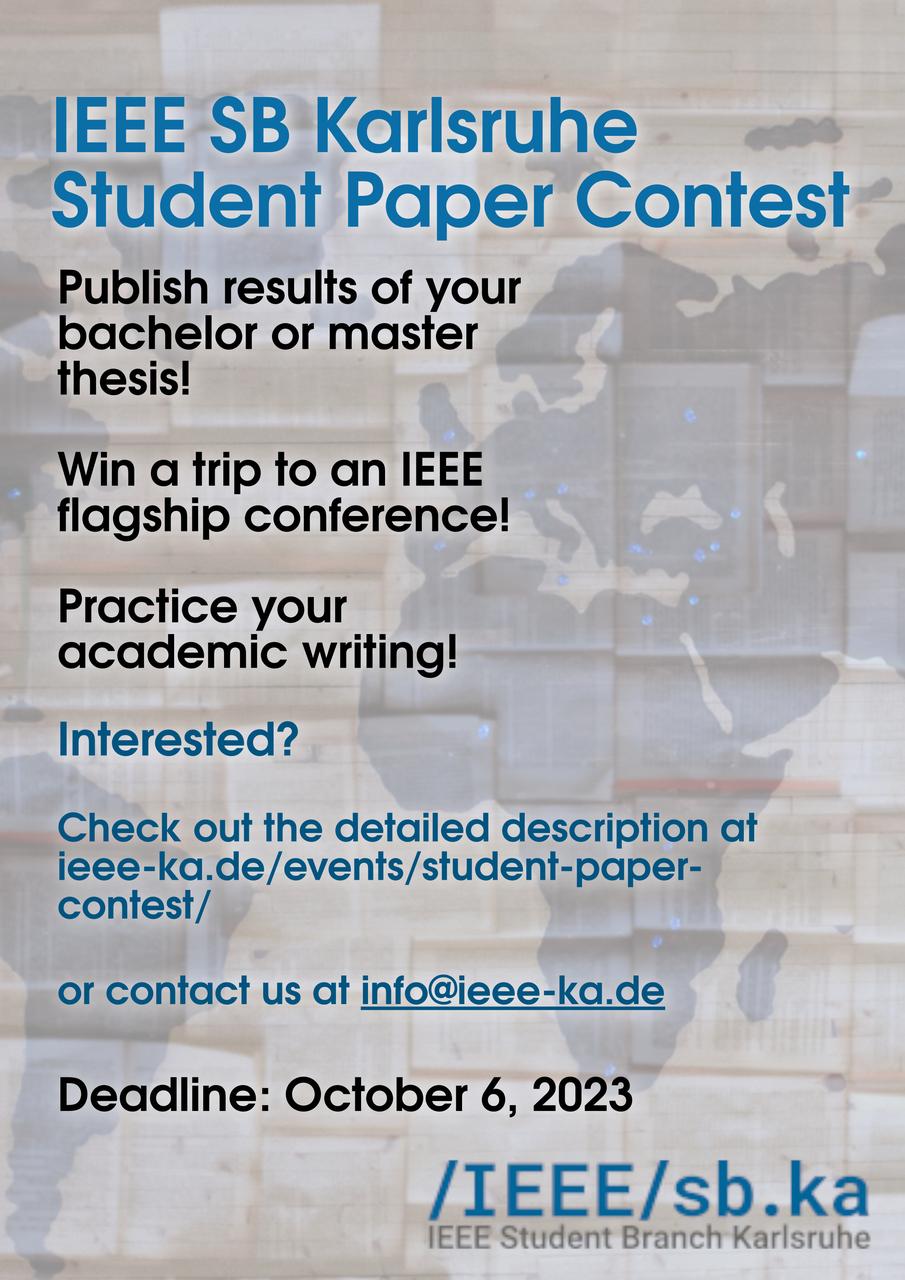 IEEE SB Karlsruhe
Student Paper Contest
Publish results of your
bachelor or master
thesis!
Win a trip to an IEEE
flagship conference!
Practice your
academic writing!
Interested?
Check out the detailed description at
ieee-ka.de/events/student-paper-
contest/
or contact us at info@ieee-ka.de
Deadline: October 6, 2023
/IEEE/sb.ka
IEEE Student Branch Karlsruhe